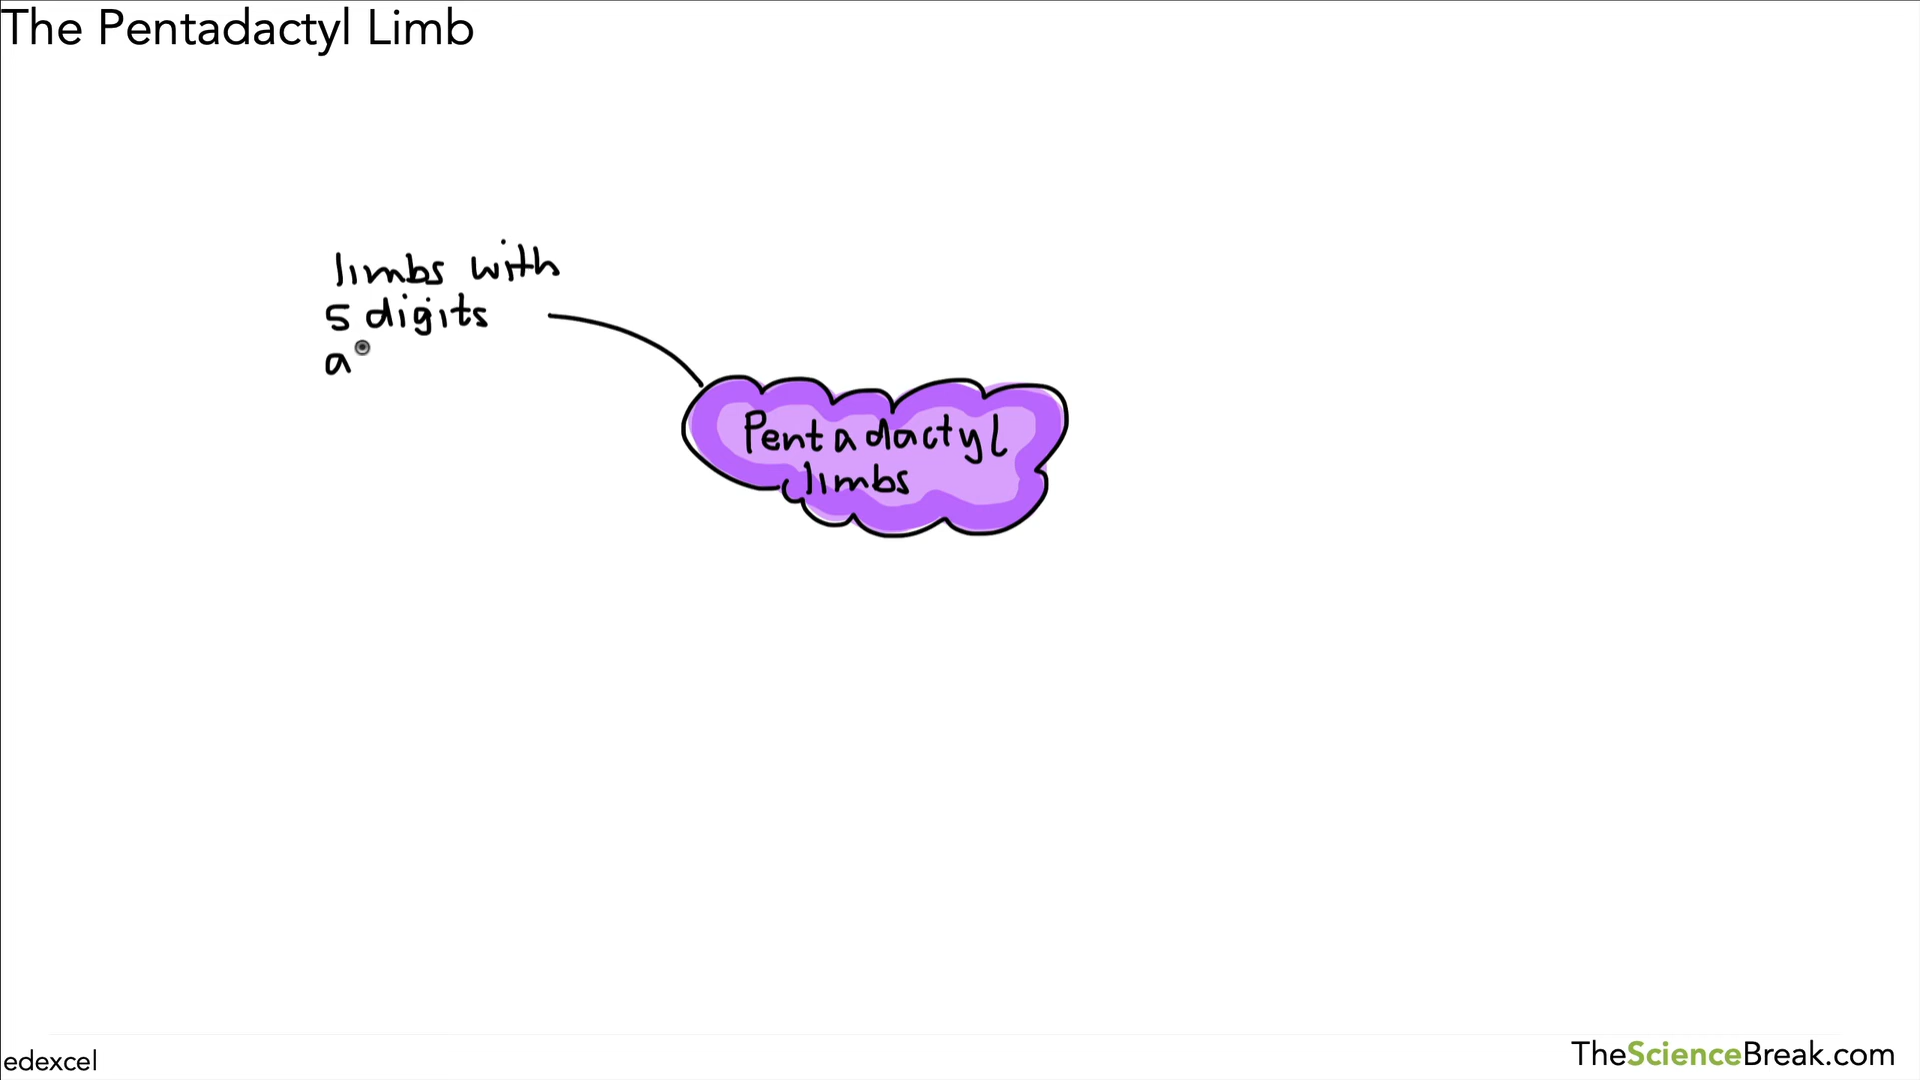 The Pentadactyl Limb
limbs with
5 digits
a
Pentadactyl
limbs
edexcel
TheScienceBreak.com